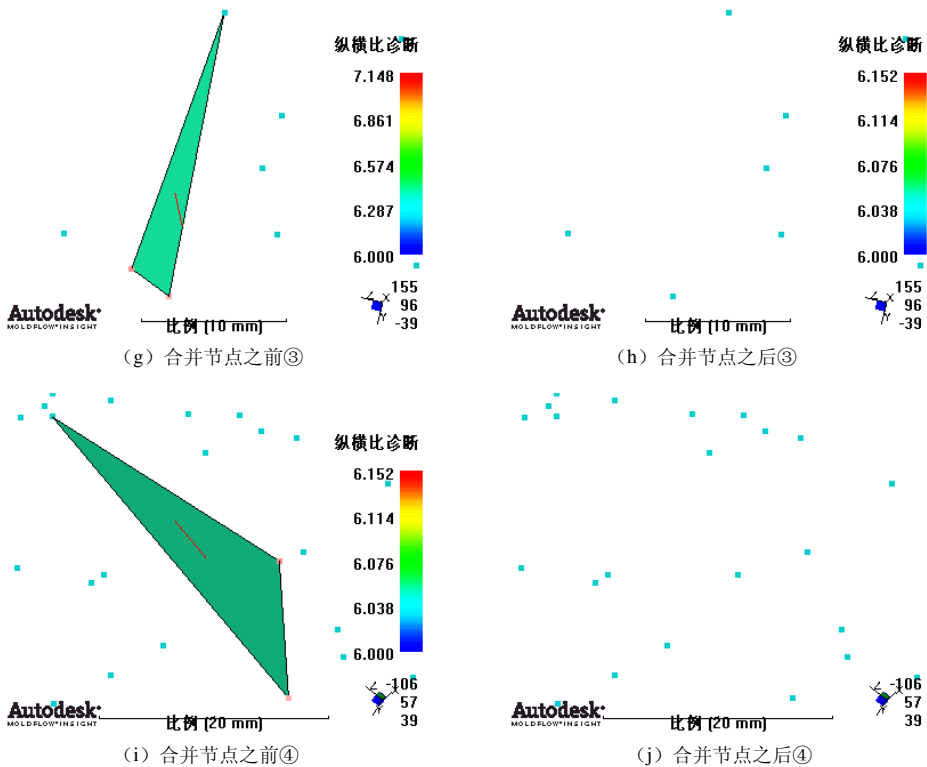 纵横比诊断
7.148
6.861
6.574
6.287
6.000
155
96
-39
Autodesk
MOLDFLOW INSIGHT
比例 (10 mm)
(g) 合并节点之前③
纵横比诊断
6.152
6.114
6.076
6.038
6.000
155
96
-39
Autodesk
MOLDFLOW INSIGHT
比例 (10 mm)
(h) 合并节点之后③
纵横比诊断
6.152
6.114
6.076
6.038
6.000
-106
57
39
Autodesk
MOLDFLOW INSIGHT
比例 (20 mm)
(i) 合并节点之前④
-106
57
39
Autodesk
MOLDFLOW INSIGHT
比例 (20 mm)
(j) 合并节点之后④